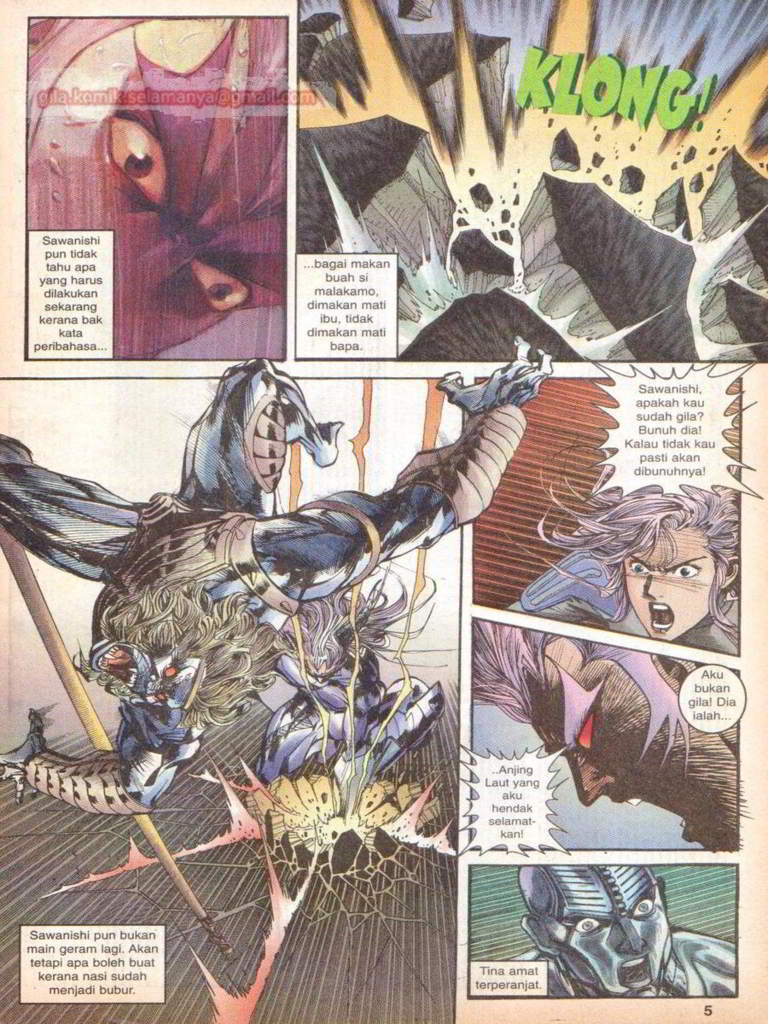 gila.komik.selamanya@gmail.com
Sawanishi
pun tidak
tahu apa
yang harus
dilakukan
sekarang
kerana bak
kata
peribahasa...
KLONG!
...bagai makan
buah si
malakamo,
dimakan mati
ibu, tidak
dimakan mati
bapa.
Sawanishi,
apakah kau
sudah gila?
Bunuh dia!
Kalau tidak kau
pasti akan
dibunuhnya!
Aku
bukan
gila! Dia
ialah...
..Anjing
Laut yang
aku
hendak
selamat-
kan!
Sawanishi pun bukan
main geram lagi. Akan
tetapi apa boleh buat
kerana nasi sudah
menjadi bubur.
Tina amat
terperanjat.
5